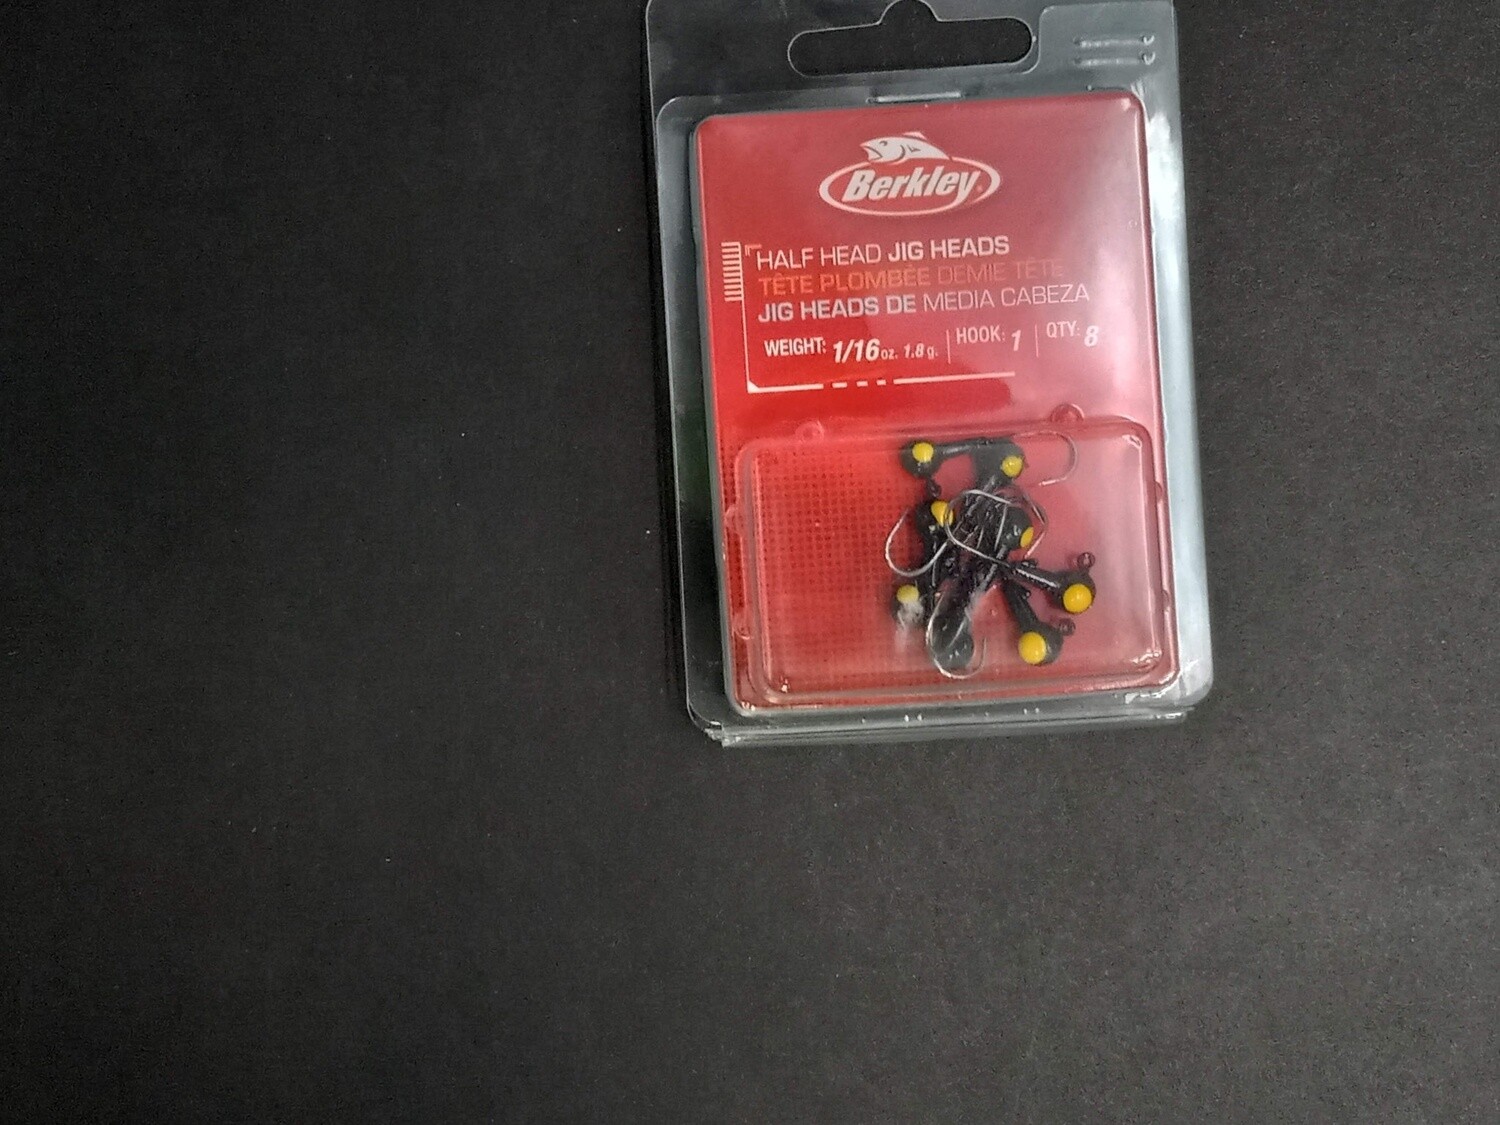 Berkley
HALF HEAD JIG HEADS
TÊTE PLOMBÉE DEMIE TÊTE
JIG HEADS DE MEDIA CABEZA
WEIGHT: 1/16 oz. 1.8 g. HOOK: 1 QTY: 8